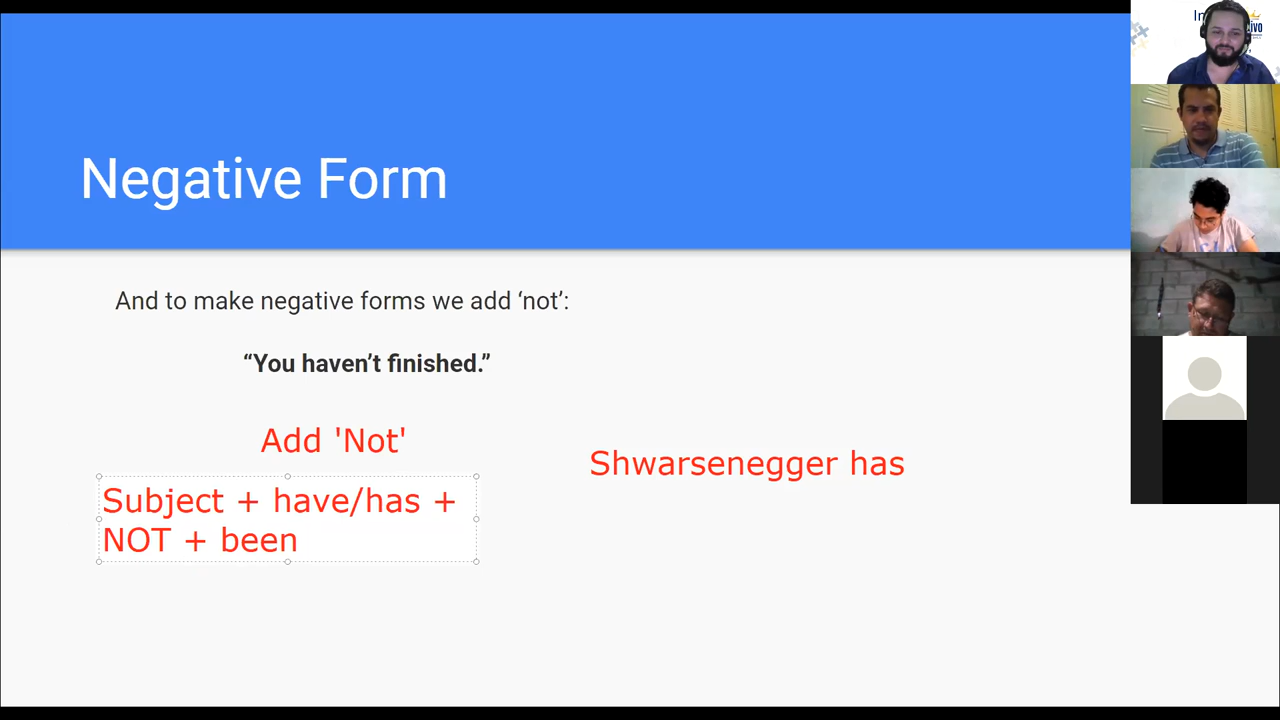 Negative Form
And to make negative forms we add ‘not’:
“You haven’t finished.”
Add 'Not'
Shwarsenegger has
Subject + have/has +
NOT + been